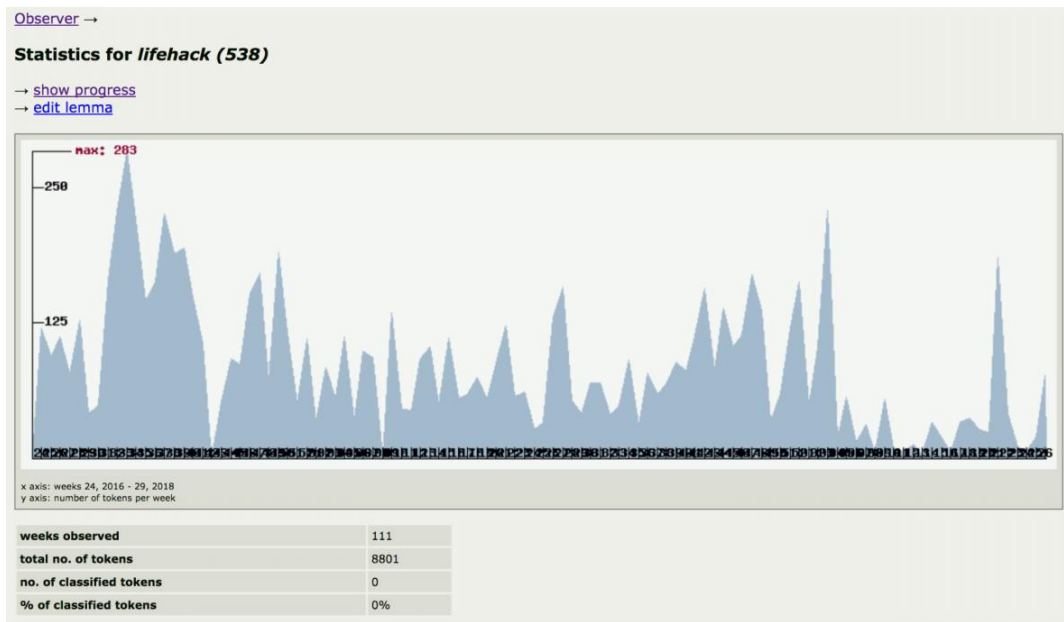 Observer →
Statistics for lifehack (538)
→ show progress
→ edit lemma
max: 283
250
125
x axis: weeks 24, 2016 - 29, 2018
y axis: number of tokens per week
weeks observed 111
total no. of tokens 8801
no. of classified tokens 0
% of classified tokens 0%